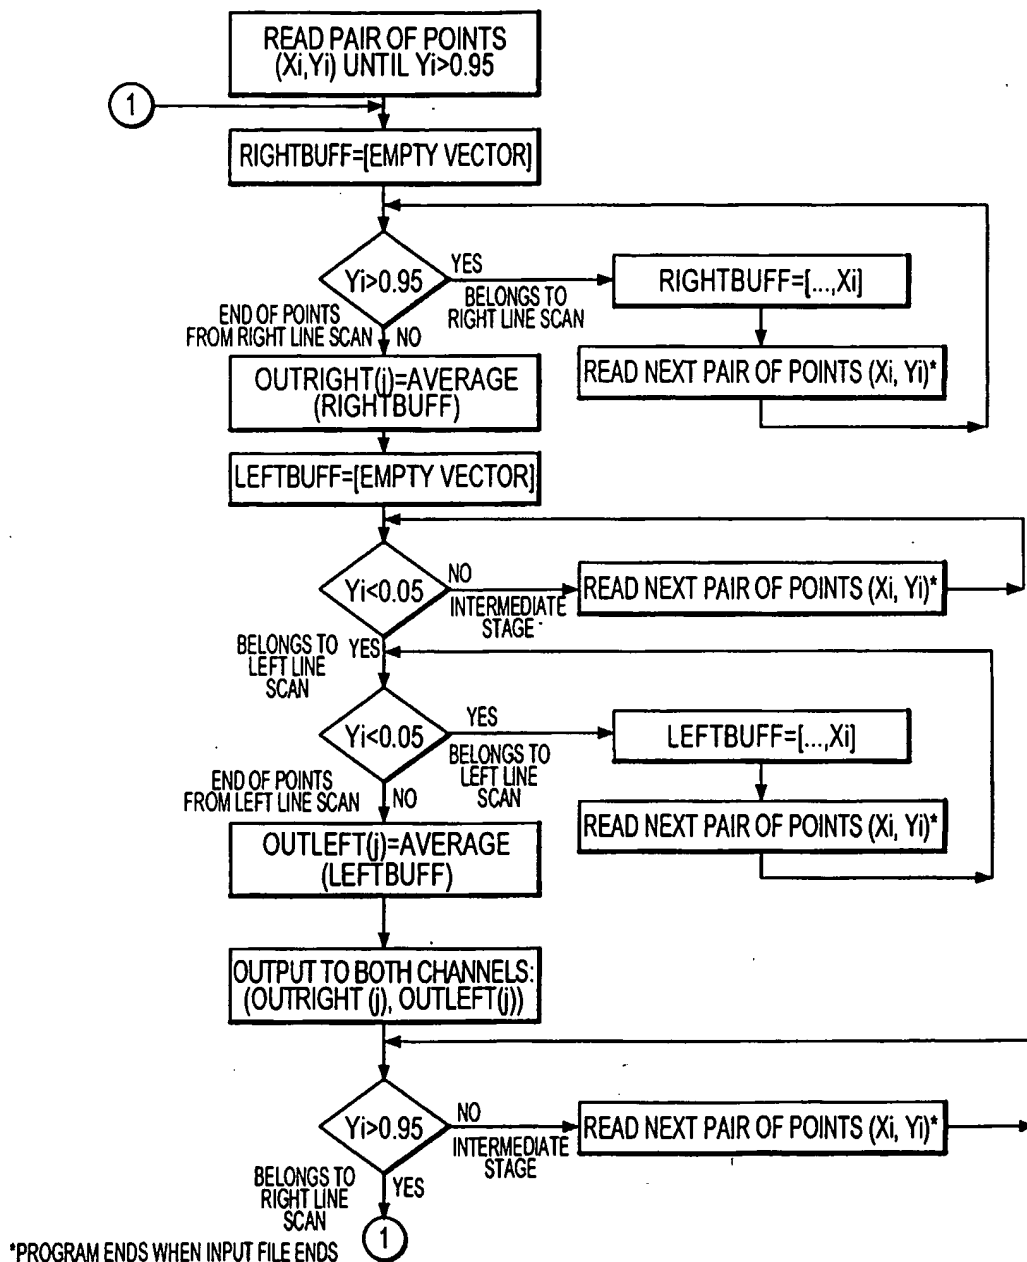 READ PAIR OF POINTS
(Xi,Yi) UNTIL Yi>0.95
1
RIGHTBUFF=[EMPTY VECTOR]
Yi>0.95
YES
BELONGS TO
RIGHT LINE SCAN
RIGHTBUFF=[...,Xi]
READ NEXT PAIR OF POINTS (Xi, Yi)*
END OF POINTS
FROM RIGHT LINE SCAN
NO
OUTRIGHT(j)=AVERAGE
(RIGHTBUFF)
LEFTBUFF=[EMPTY VECTOR]
Yi<0.05
NO
INTERMEDIATE
STAGE
READ NEXT PAIR OF POINTS (Xi, Yi)*
BELONGS TO
LEFT LINE
SCAN
YES
Yi<0.05
YES
BELONGS TO
LEFT LINE
SCAN
LEFTBUFF=[...,Xi]
READ NEXT PAIR OF POINTS (Xi, Yi)*
END OF POINTS
FROM LEFT LINE SCAN
NO
OUTLEFT(j)=AVERAGE
(LEFTBUFF)
OUTPUT TO BOTH CHANNELS:
(OUTRIGHT (j), OUTLEFT(j))
Yi>0.95
NO
INTERMEDIATE
STAGE
READ NEXT PAIR OF POINTS (Xi, Yi)*
BELONGS TO
RIGHT LINE
SCAN
YES
1
*PROGRAM ENDS WHEN INPUT FILE ENDS